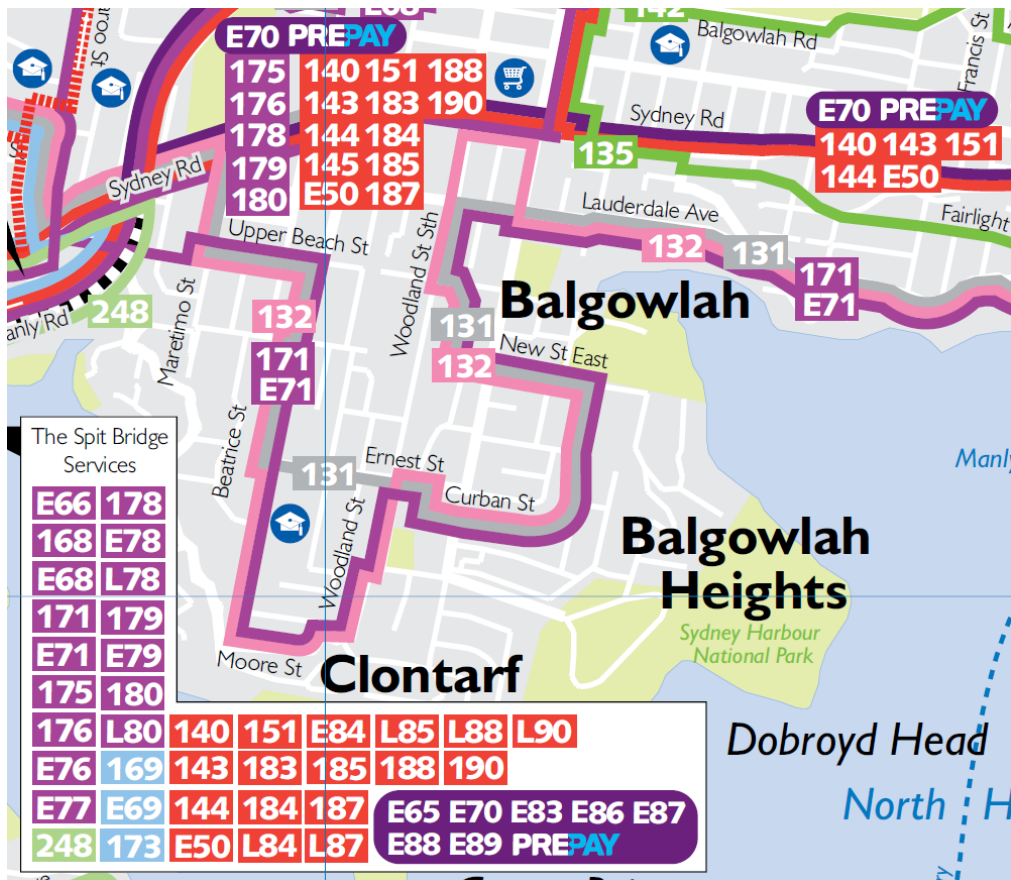 142
Balgowlah Rd
Francis St
E70 PREPAY
175 140 151 188
176 143 183 190
178 144 184
179 145 185
180 E50 187
Sydney Rd
E70 PREPAY
140 143 151
144 E50
135
Sydney Rd
Lauderdale Ave
Fairlight
Upper Beach St
Woodland St Sth
132
131
171
E71
248
Maretimo St
132
Balgowlah
131
New St East
171
E71
132
Beatrice St
The Spit Bridge
Services
131
Ernest St
Curban St
Woodland St
Balgowlah
Heights
Sydney Harbour
National Park
Moore St
Clontarf
E66 178
168 E78
E68 L78
171 179
E71 E79
175 180
176 L80 140 151 E84 L85 L88 L90
E76 169 143 183 185 188 190
E77 E69 144 184 187
248 173 E50 L84 L87
E65 E70 E83 E86 E87
E88 E89 PREPAY
Dobroyd Head
North